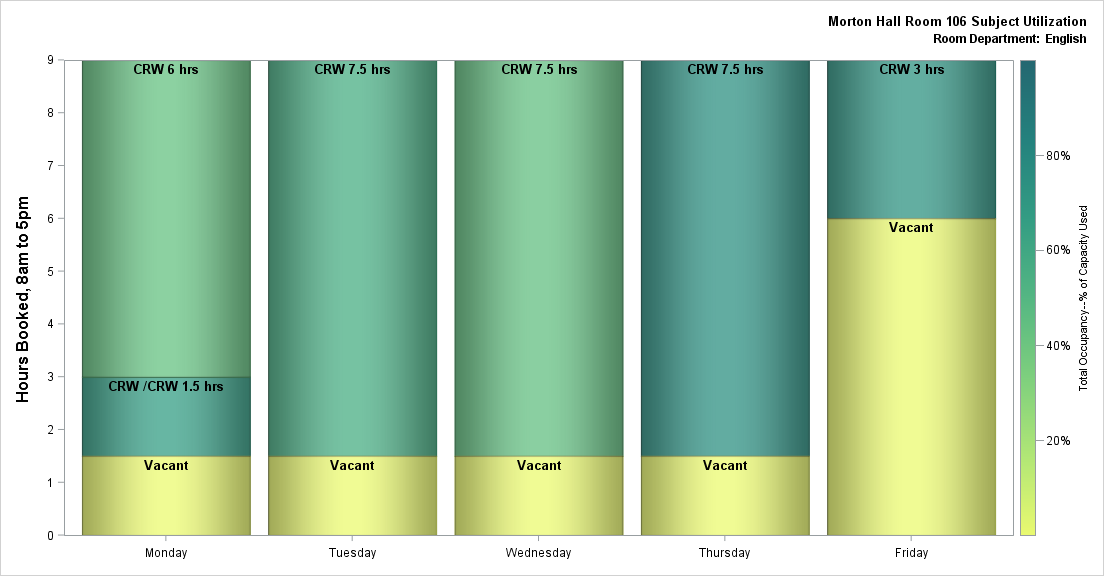 Morton Hall Room 106 Subject Utilization
Room Department: English
Hours Booked, 8am to 5pm
9
8
7
6
5
4
3
2
1
0
CRW 6 hrs
CRW /CRW 1.5 hrs
Vacant
CRW 7.5 hrs
Vacant
CRW 7.5 hrs
Vacant
CRW 7.5 hrs
Vacant
CRW 3 hrs
Vacant
Monday
Tuesday
Wednesday
Thursday
Friday
80%
60%
40%
20%
Total Occupancy--% of Capacity Used